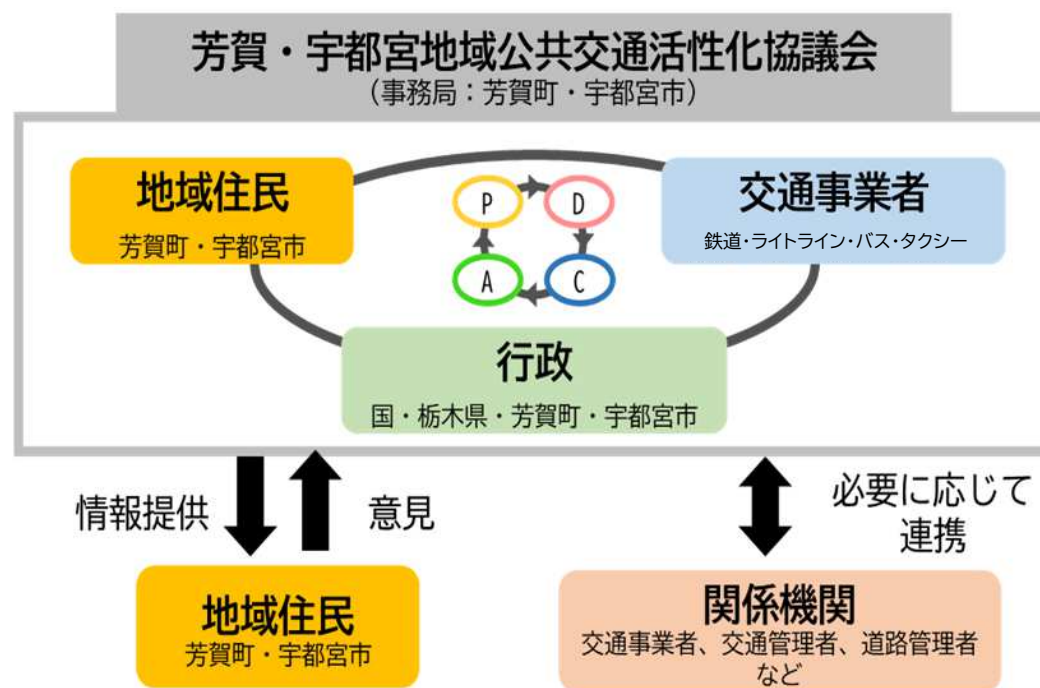 芳賀・宇都宮地域公共交通活性化協議会
（事務局：芳賀町・宇都宮市）
地域住民
芳賀町・宇都宮市
P
D
A
C
交通事業者
鉄道・ライトライン・バス・タクシー
行政
国・栃木県・芳賀町・宇都宮市
情報提供
意見
必要に応じて
連携
地域住民
芳賀町・宇都宮市
関係機関
交通事業者、交通管理者、道路管理者
など